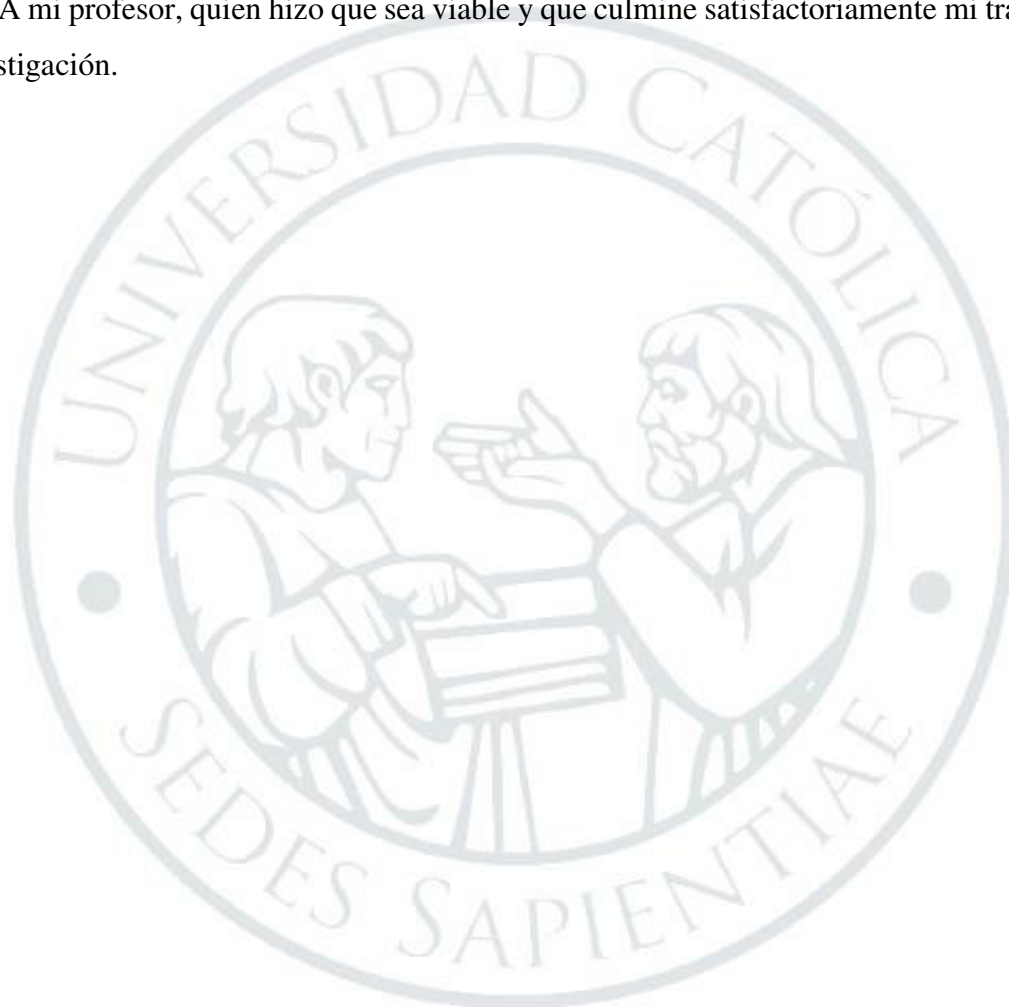 A mi profesor, quien hizo que sea viable y que culmine satisfactoriamente mi tra
stigación.
UNIVERSIDAD CATÓLICA
SEDES SAPIENTIAE